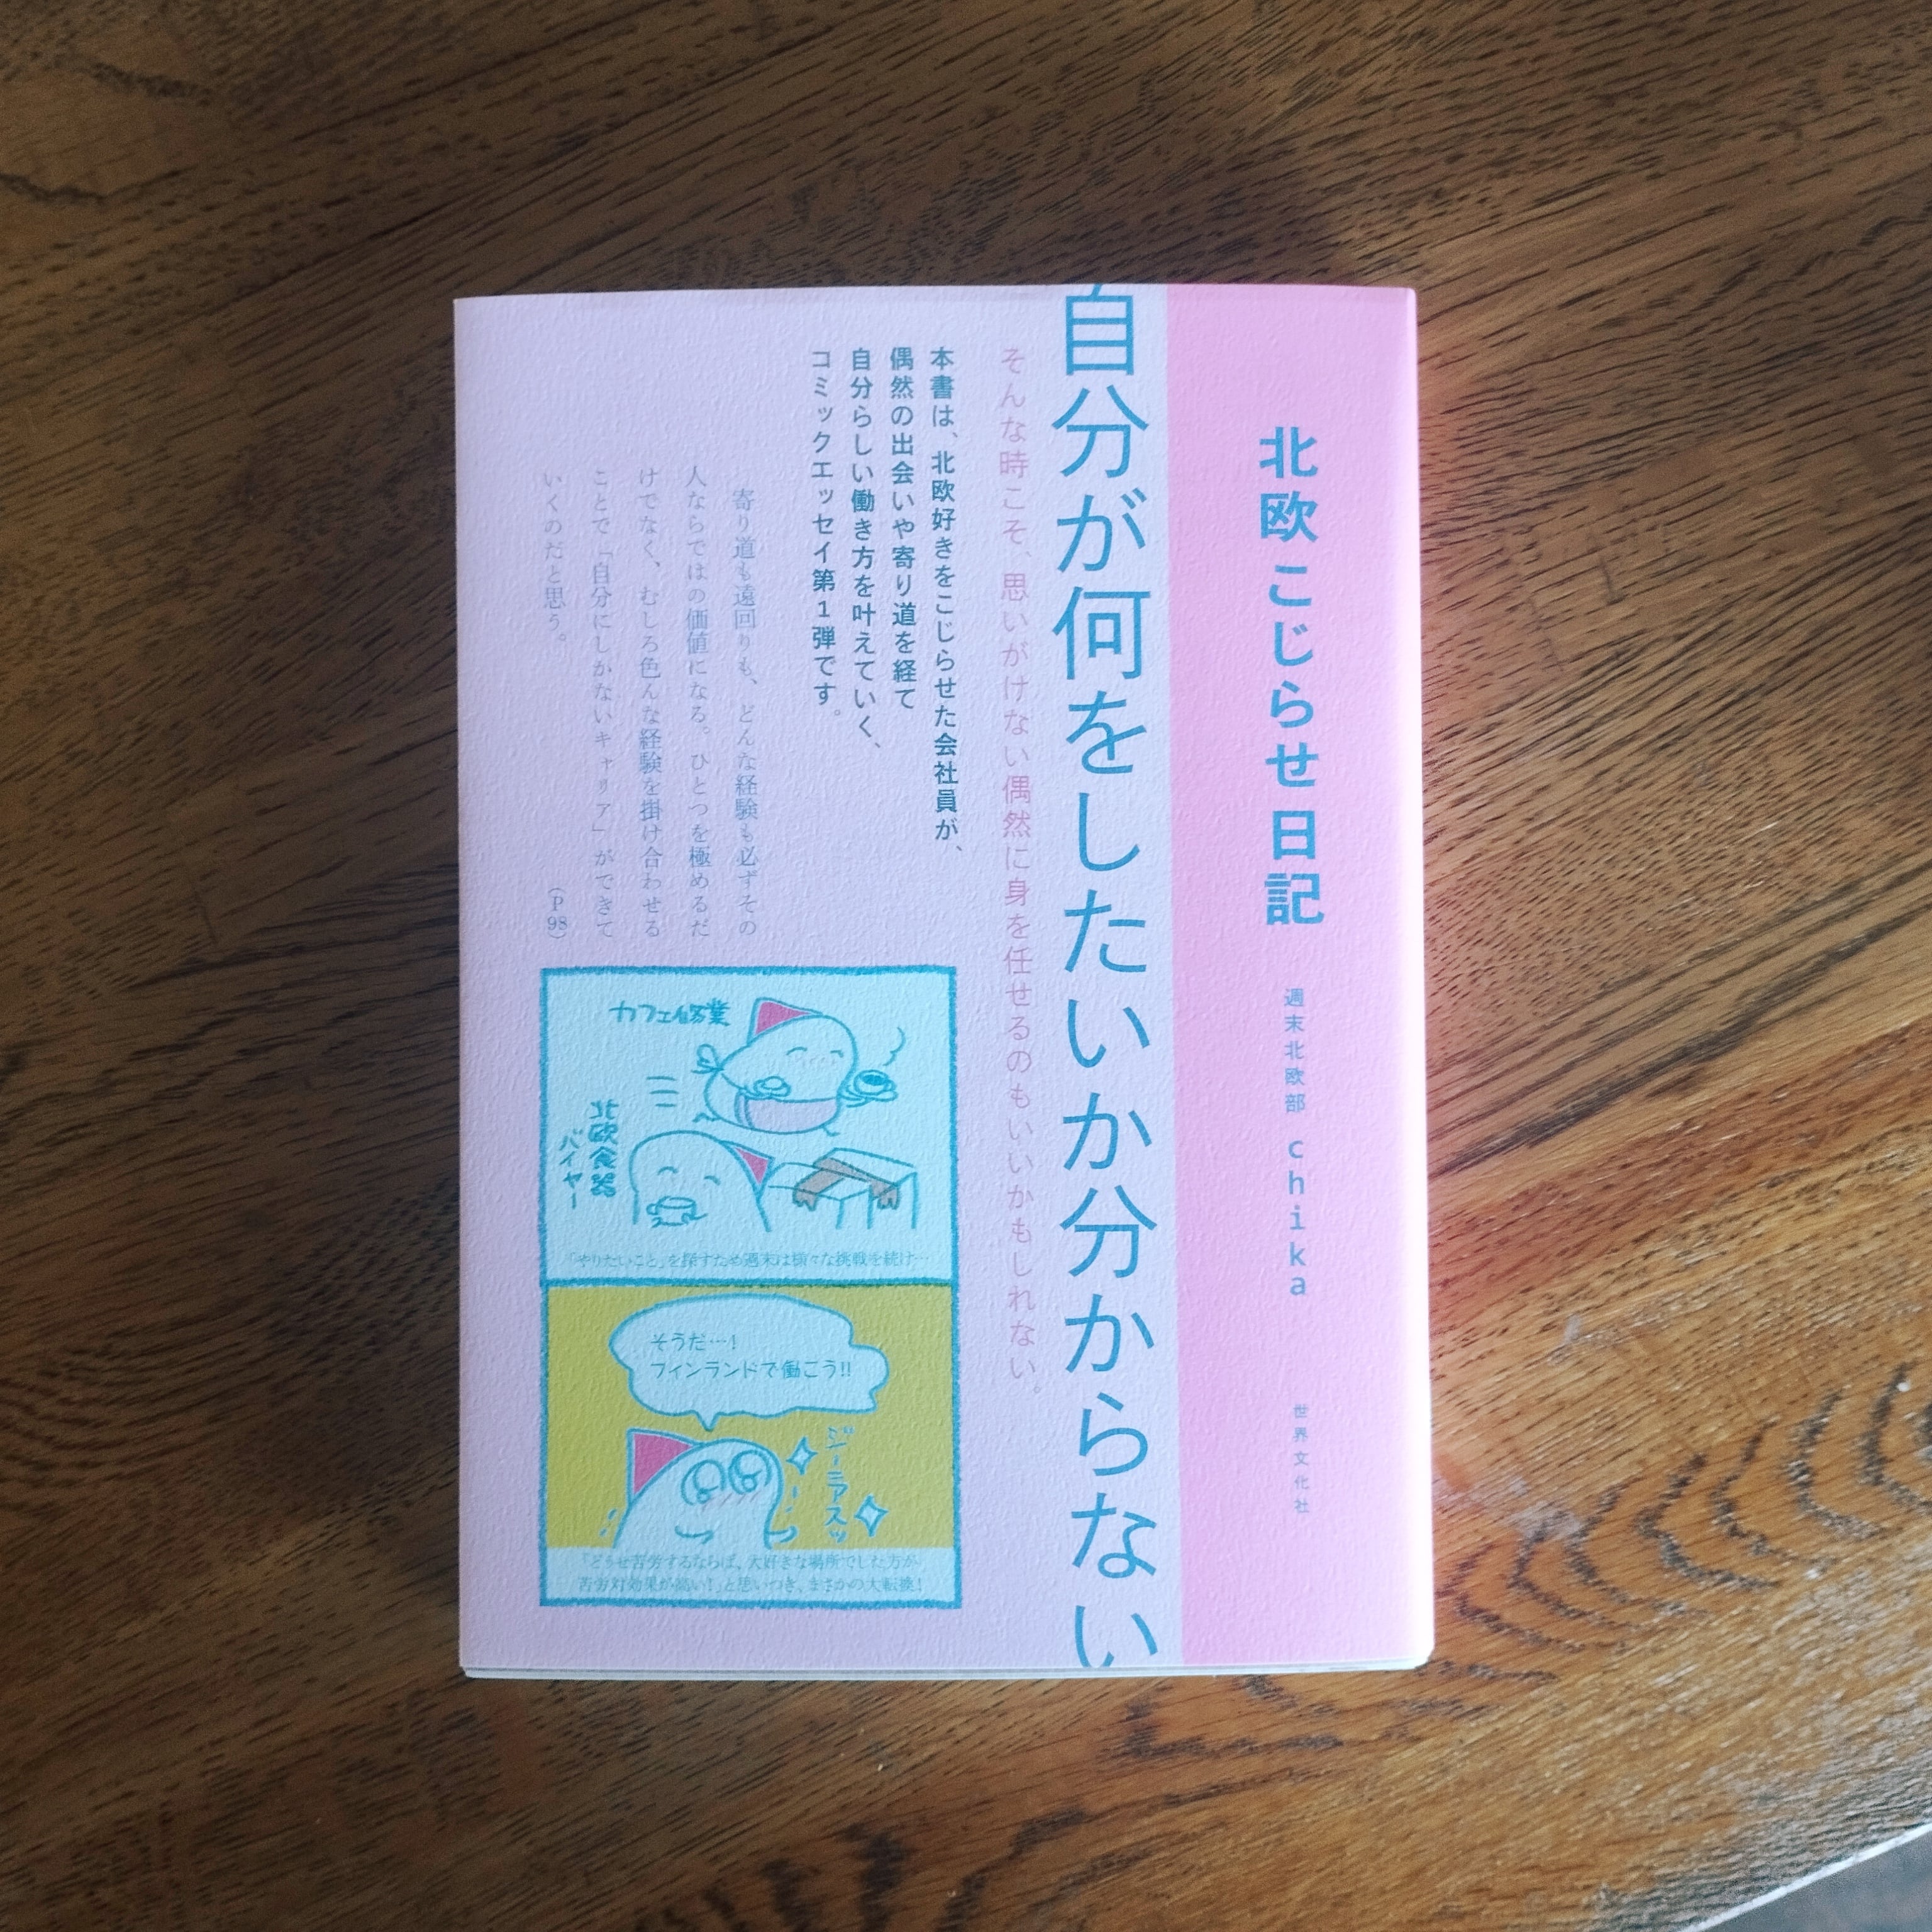 北欧こじらせ日記
週末北欧部 chika
世界文化社
自分が何をしたいか分からない
そんな時こそ、思いがけない偶然に身を任せるのもいいかもしれない。
本書は、北欧好きをこじらせた会社員が、
偶然の出会いや寄り道を経て
自分らしい働き方を叶えていく、
コミックエッセイ第1弾です。
寄り道も遠回りも、どんな経験も必ずその
人ならではの価値になる。ひとつを極めるだ
けでなく、むしろ色んな経験を掛け合わせる
ことで「自分にしかないキャリア」ができて
いくのだと思う。
(P98)
カフェ修業
北欧食器
バイヤー
「やりたいこと」を探すため週末は様々な挑戦を続け…
そうだ…!
フィンランドで働こう!!
ジーニアスッ
『どうせ苦労するならば、大好きな場所でした方が、
苦労対効果が高い!』と思いつき、まさかの大転換!